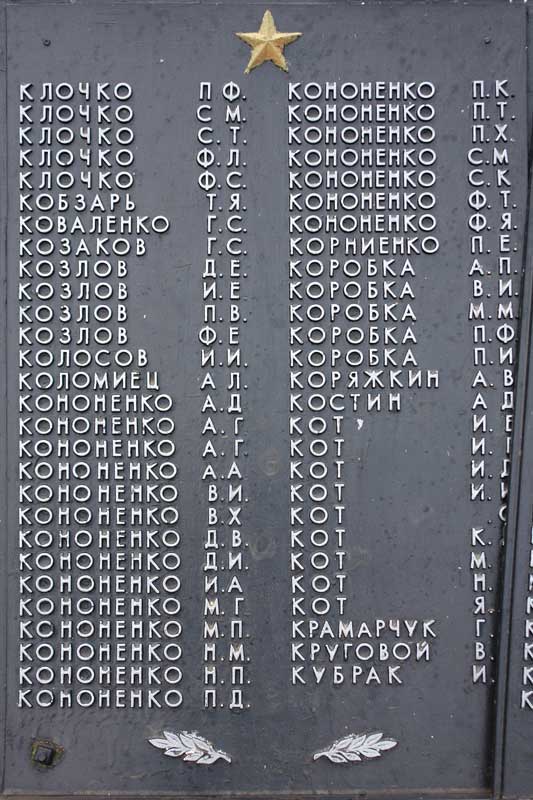 КЛОЧКО П Ф.
КЛОЧКО С М.
КЛОЧКО С. Т.
КЛОЧКО Ф. Л.
КЛОЧКО Ф. С.
КОБЗАРЬ Т. Я.
КОВАЛЕНКО Г. С.
КОЗАКОВ Г. С.
КОЗЛОВ Д. Е.
КОЗЛОВ И. Е
КОЗЛОВ П. В.
КОЗЛОВ Ф. Е
КОЛОСОВ И. И.
КОЛОМИЕЦ А Л.
КОНОНЕНКО А. Д
КОНОНЕНКО А. Г
КОНОНЕНКО А. Г.
КОНОНЕНКО А. А
КОНОНЕНКО В. И.
КОНОНЕНКО В. Х
КОНОНЕНКО Д. В.
КОНОНЕНКО Д. И.
КОНОНЕНКО И. А
КОНОНЕНКО М. Г
КОНОНЕНКО М. П.
КОНОНЕНКО Н. М.
КОНОНЕНКО Н. П.
КОНОНЕНКО П. Д.
КОНОНЕНКО П. К.
КОНОНЕНКО П. Т.
КОНОНЕНКО П. Х.
КОНОНЕНКО С. М
КОНОНЕНКО С. К
КОНОНЕНКО Ф. Т.
КОНОНЕНКО Ф. Я.
КОРНИЕНКО П. Е.
КОРОБКА А. П.
КОРОБКА В. И.
КОРОБКА М. М.
КОРОБКА П. Ф
КОРОБКА П. И
КОРЯЖКИН А. В
КОСТИН А Д
КОТ И. Е
КОТ И.
КОТ И.
КОТ И.
КОТ
КОТ К.
КОТ М.
КОТ Н.
КОТ Я.
КРАМАРЧУК Г.
КРУГОВОЙ В.
КУБРАК И.